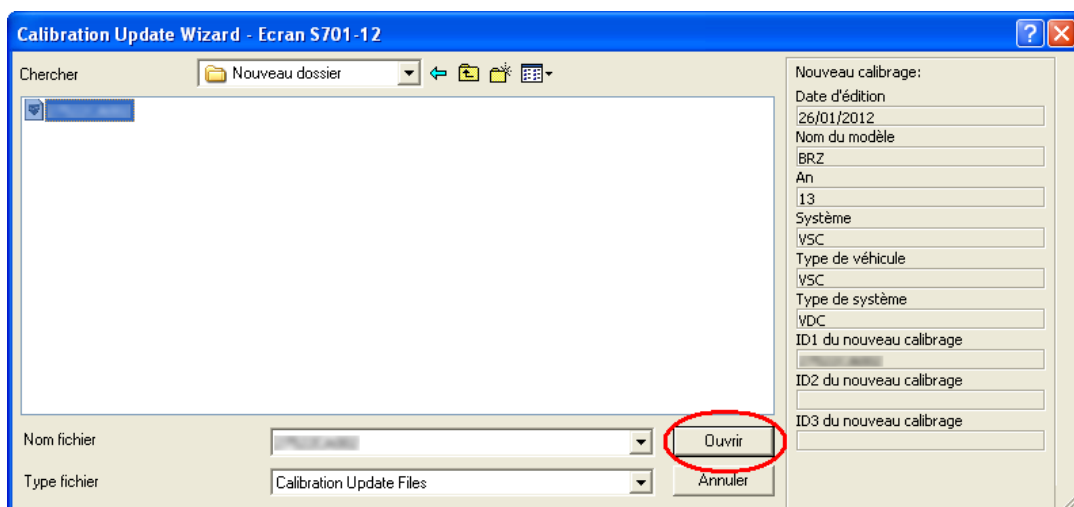 Calibration Update Wizard - Ecran S701-12
Chercher
Nouveau dossier
Nom fichier
Ouvrir
Type fichier
Calibration Update Files
Annuler
Nouveau calibrage:
Date d'édition
26/01/2012
Nom du modèle
BRZ
An
13
Système
VSC
Type de véhicule
VSC
Type de système
VDC
ID1 du nouveau calibrage
ID2 du nouveau calibrage
ID3 du nouveau calibrage